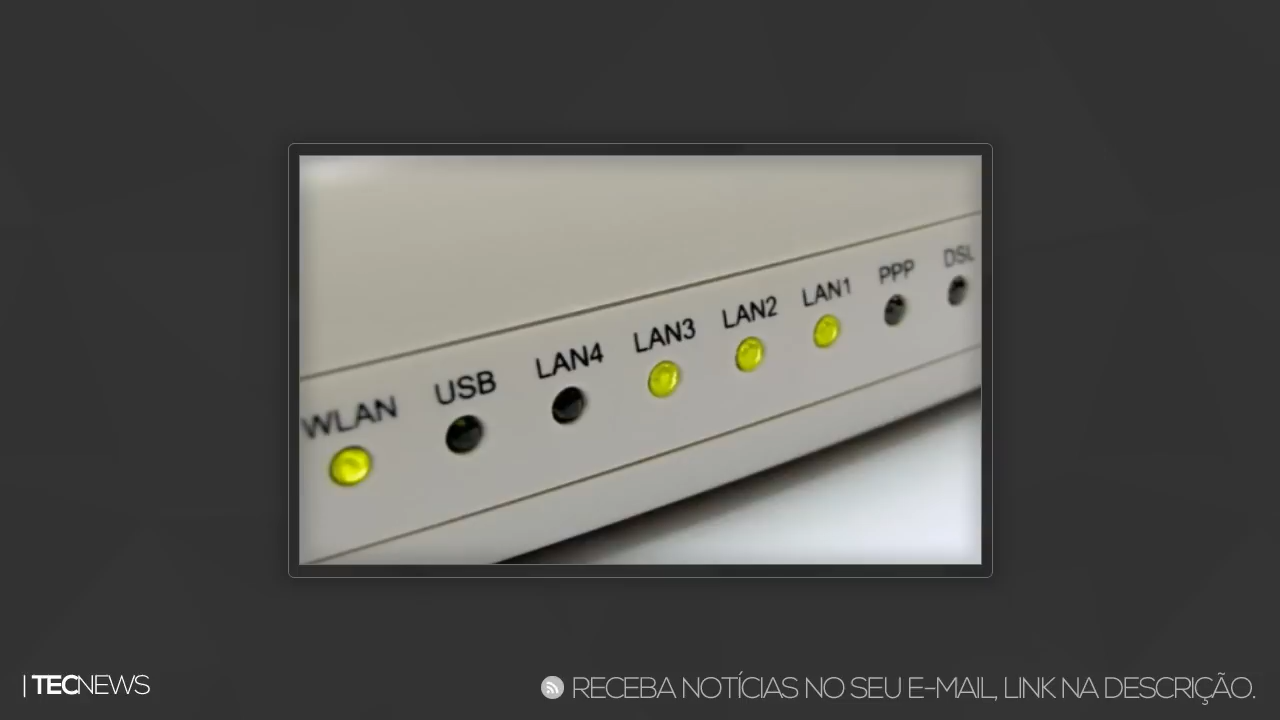 WLAN
USB
LAN4
LAN3
LAN2
LAN1
PPP
DSL
| TECNEWS
RECEBA NOTÍCIAS NO SEU E-MAIL, LINK NA DESCRIÇÃO.